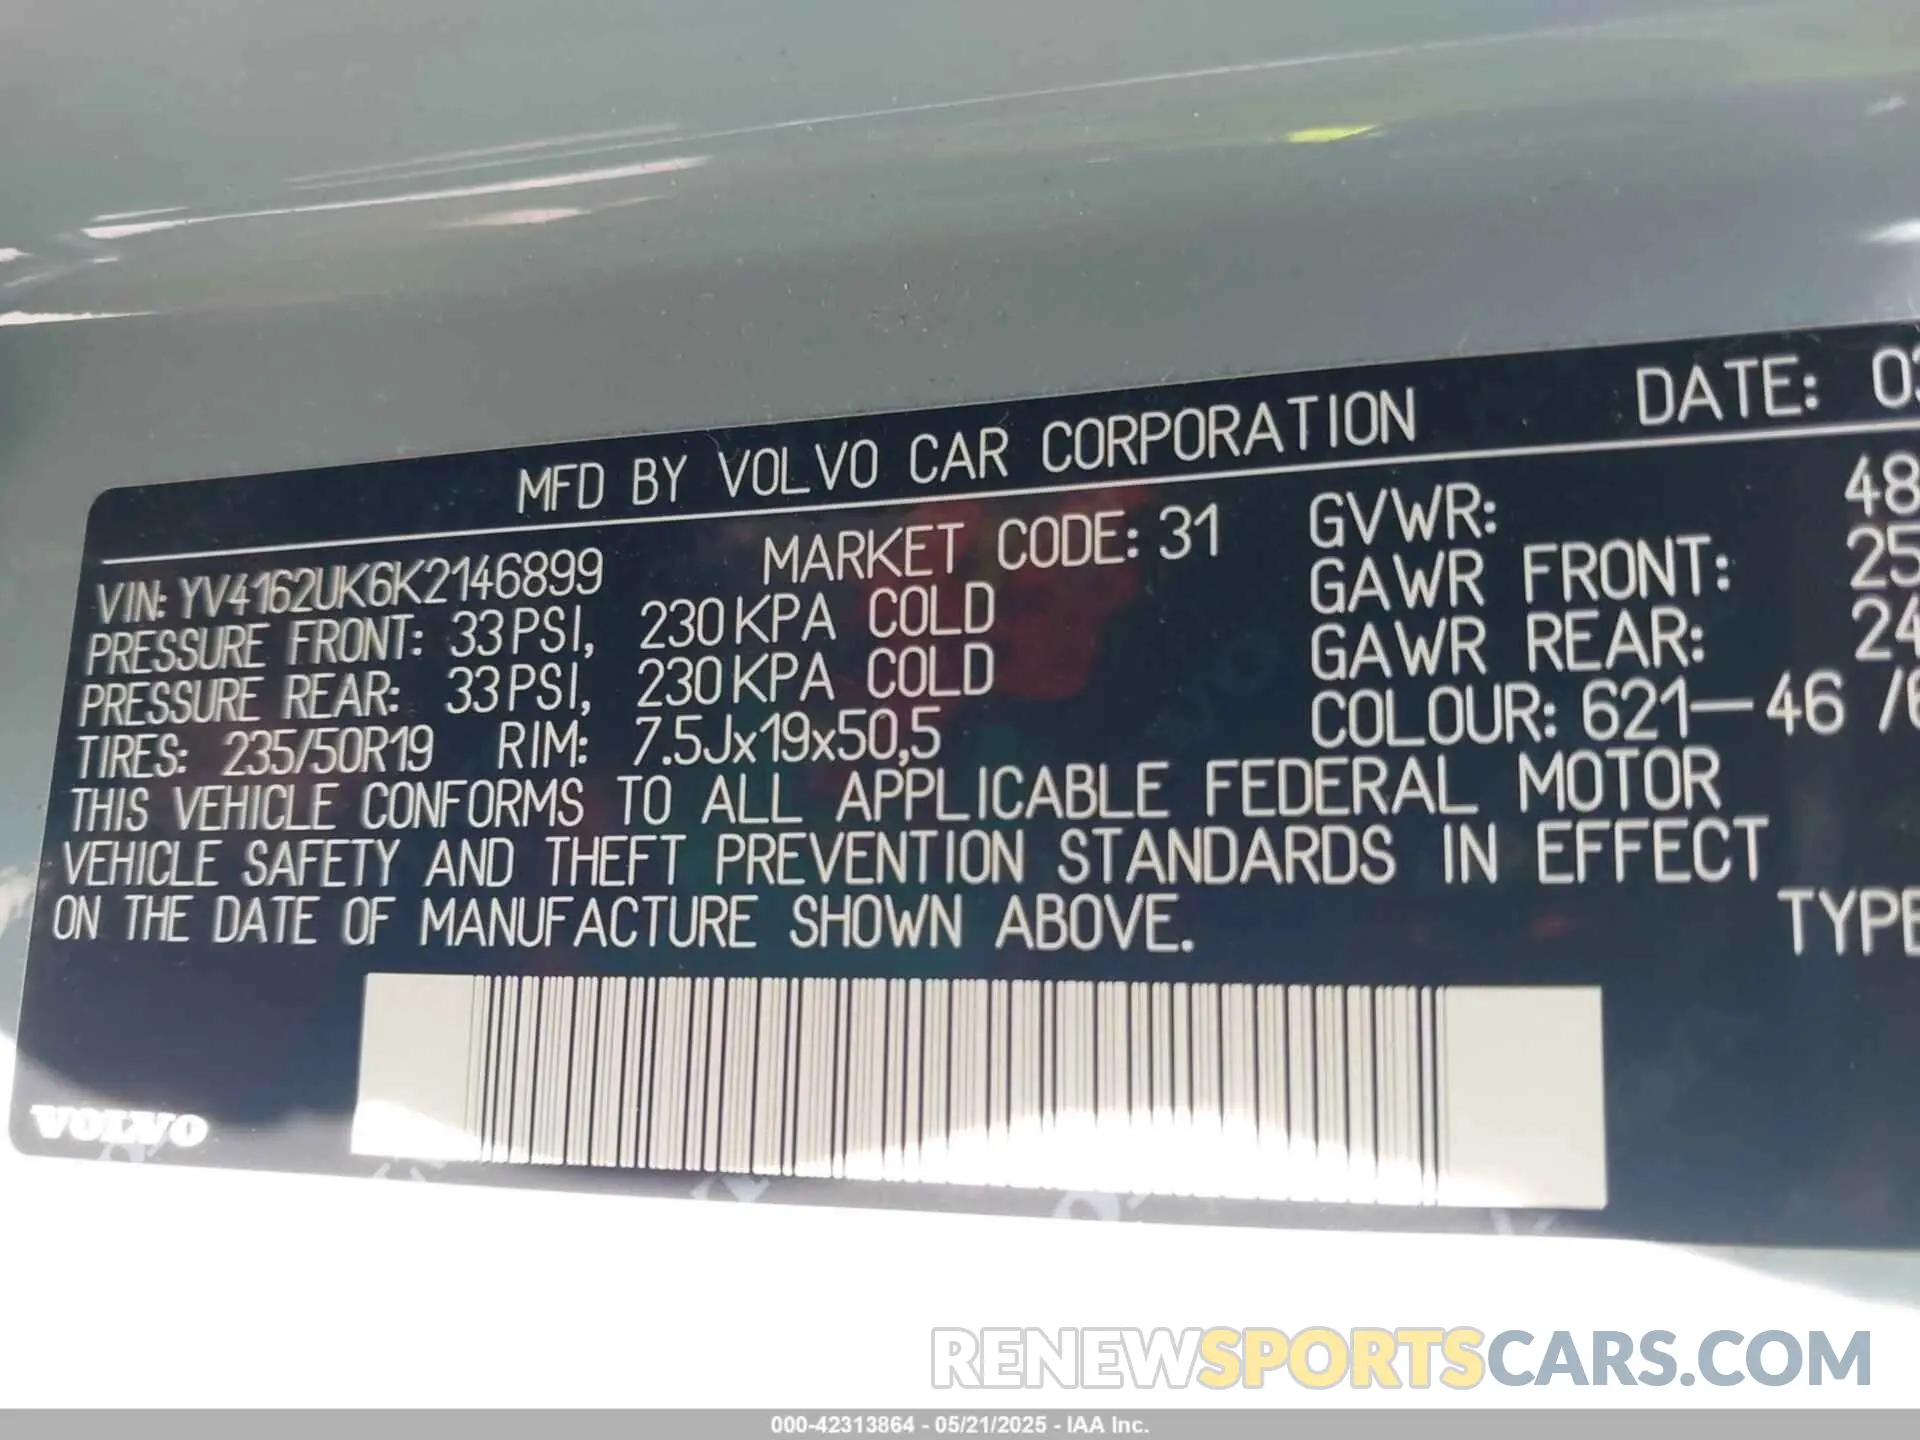 MFD BY VOLVO CAR CORPORATION DATE: 03
VIN: YV4162UK6K2146899 MARKET CODE: 31 GVWR: 48
PRESSURE FRONT: 33PSI, 230KPA COLD GAWR FRONT: 25
PRESSURE REAR: 33PSI, 230KPA COLD GAWR REAR: 24
TIRES: 235/50R19 RIM: 7.5Jx19x50,5 COLOUR: 621-46 /6
THIS VEHICLE CONFORMS TO ALL APPLICABLE FEDERAL MOTOR
VEHICLE SAFETY AND THEFT PREVENTION STANDARDS IN EFFECT
ON THE DATE OF MANUFACTURE SHOWN ABOVE. TYPE
VOLVO
RENEWSPORTSCARS.COM
000-42313864 - 05/21/2025 - IAA Inc.